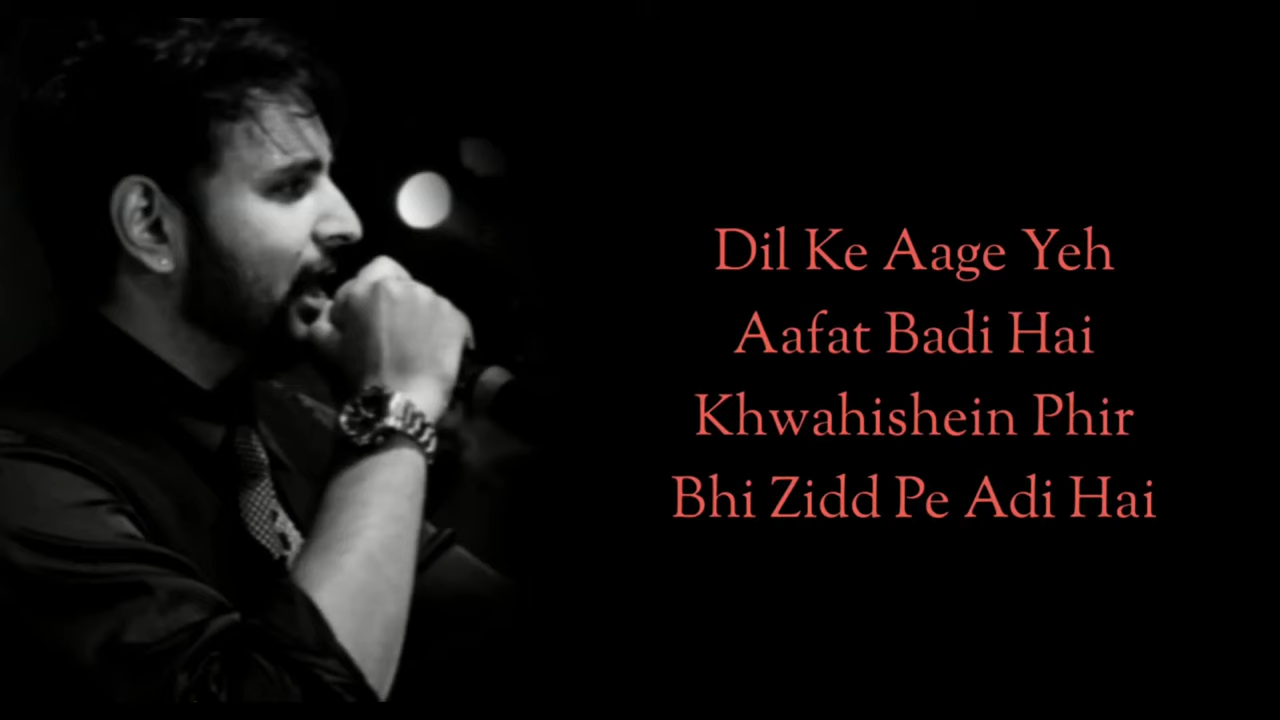 Dil Ke Aage Yeh
Aafat Badi Hai
Khwahishein Phir
Bhi Zidd Pe Adi Hai